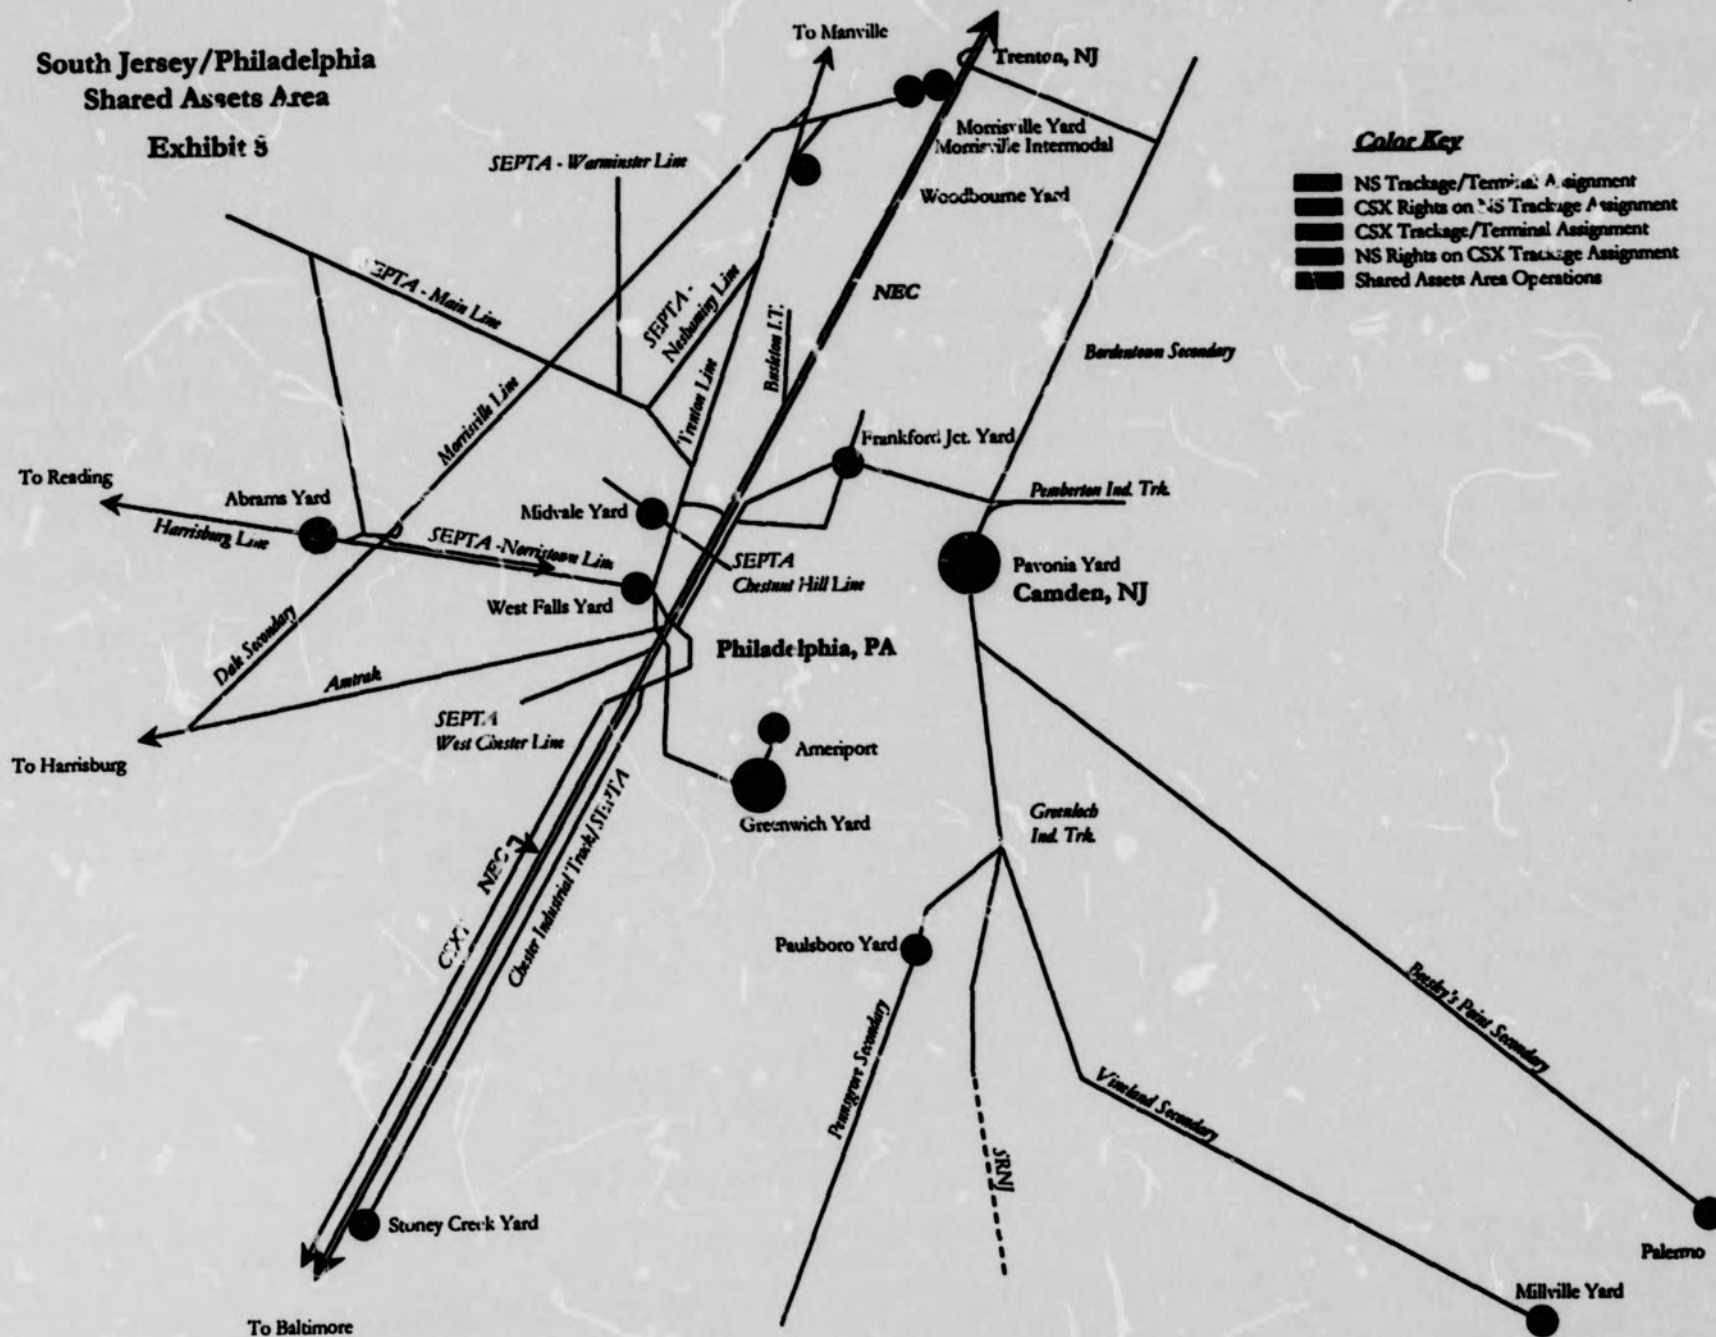 South Jersey/Philadelphia
Shared Assets Area
Exhibit 8
To Manville
Trenton, NJ
Morrisville Yard
Morrisville Intermodal
Woodbourne Yard
Color Key
NS Trackage/Terminal Assignment
CSX Rights on NS Trackage Assignment
CSX Trackage/Terminal Assignment
NS Rights on CSX Trackage Assignment
Shared Assets Area Operations
SEPTA - Warminster Line
SEPTA - Main Line
SEPTA -
Neshaminy Line
Trenton Line
Bustleton I.T.
NEC
Bordentown Secondary
Morrisville Line
Frankford Jct. Yard
Pemberton Ind. Trk.
To Reading
Abrams Yard
Harrisburg Line
Midvale Yard
SEPTA -Norristown Line
SEPTA
Chestnut Hill Line
West Falls Yard
Pavonia Yard
Camden, NJ
Philadelphia, PA
Dale Secondary
Amtrak
SEPTA
West Chester Line
To Harrisburg
Ameriport
Greenwich Yard
Greenloch
Ind. Trk.
NEC
CSXT
Chester Industrial Track/SEPTA
Paulsboro Yard
Pennsgrove Secondary
SRNJ
Vineland Secondary
Beesley's Point Secondary
Stoney Creek Yard
Palermo
Millville Yard
To Baltimore